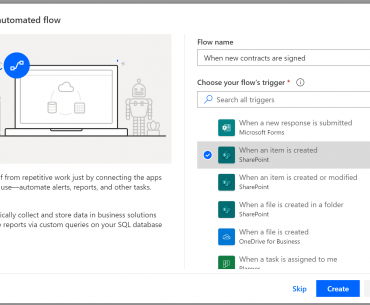 automated flow
from repetitive work just by connecting the apps
use—automate alerts, reports, and other tasks.
ically collect and store data in business solutions
reports via custom queries on your SQL database
Flow name
When new contracts are signed
Choose your flow's trigger *
Search all triggers
When a new response is submitted
Microsoft Forms
When an item is created
SharePoint
When an item is created or modified
SharePoint
When a file is created in a folder
SharePoint
When a file is created
OneDrive for Business
When a task is assigned to me
Planner
Skip
Create